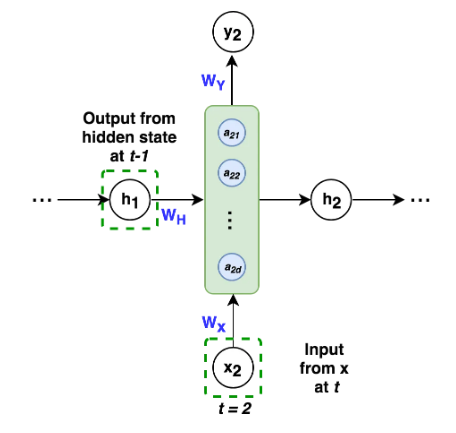 y2
WY
Output from
hidden state
at t-1
a21
a22
... h1 WH h2 ...
⋮
a2d
WX
x2
Input
from x
at t
t = 2